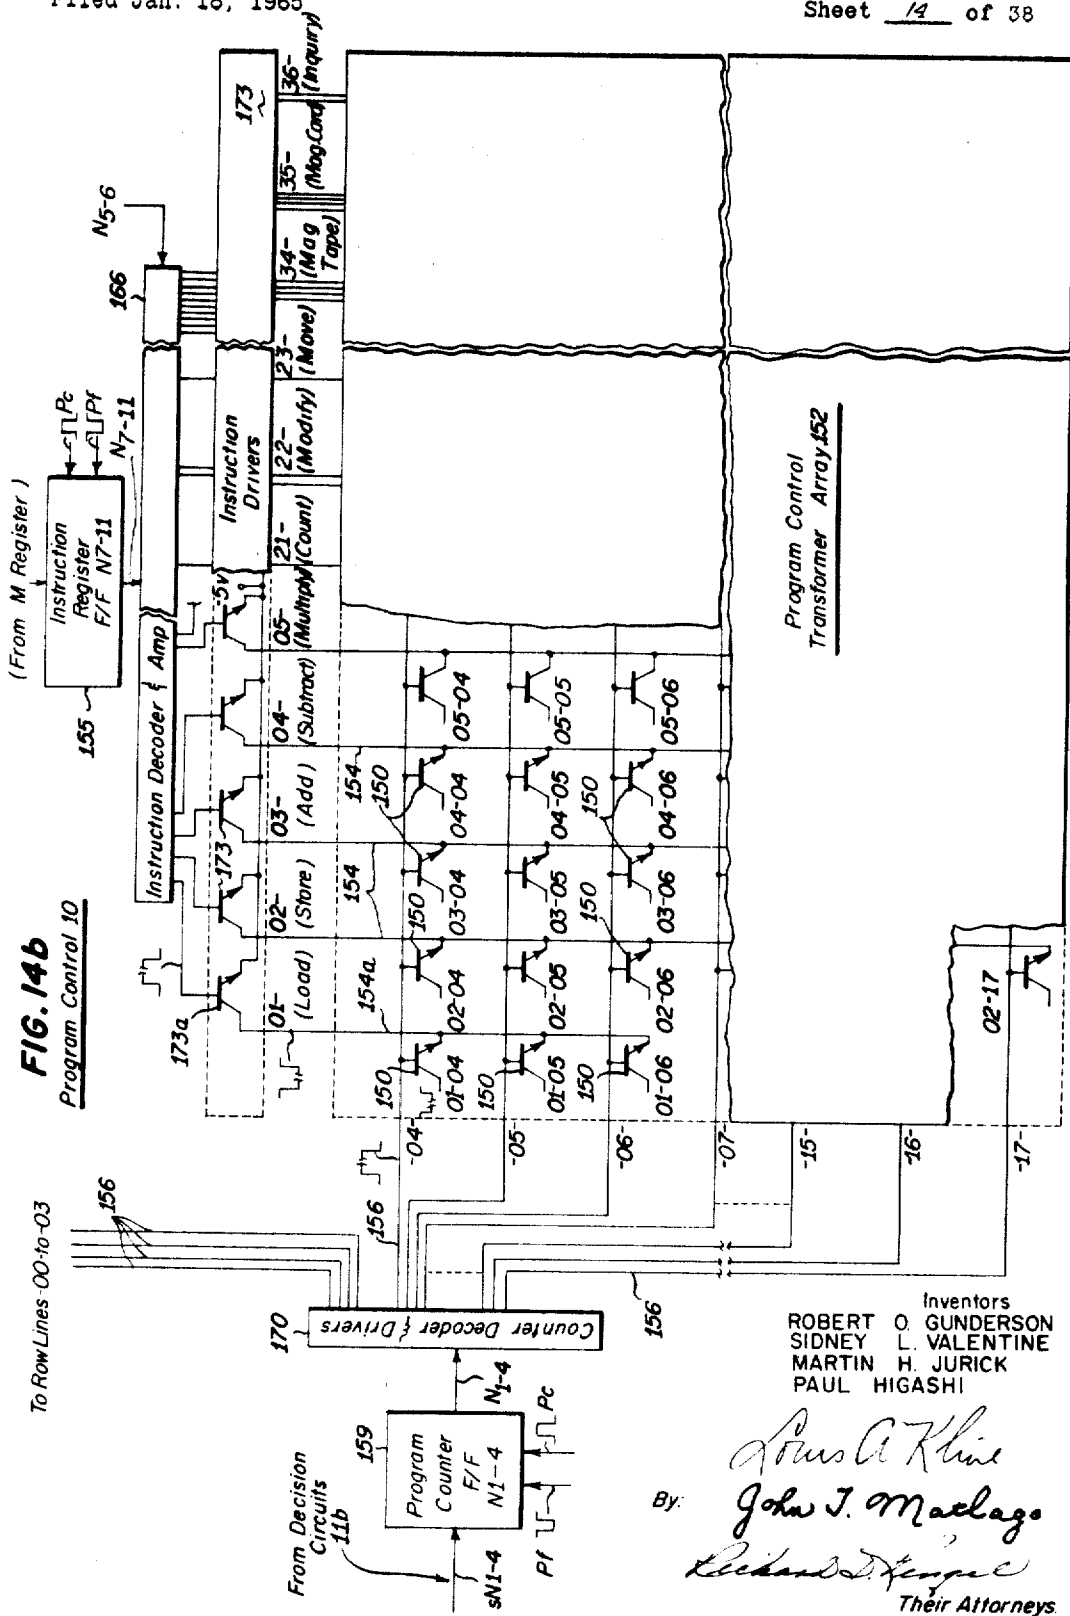 Filed Jan. 18, 1965
Sheet 14 of 38
FIG. 14b
Program Control 10
(From M Register)
Instruction
Register
F/F N7-11
155
Pc
Pf
N7-11
N5-6
166
Instruction Decoder & Amp
173a
173
173
Instruction
Drivers
-5v
01-
(Load)
02-
(Store)
03-
(Add)
04-
(Subtract)
05-
(Multiply)
21-
(Count)
22-
(Modify)
23-
(Move)
34-
(Mag
Tape)
35-
(Mag.Card)
36-
(Inquiry)
154a
154
154
150
150
150
150
150
150
150
01-04
02-04
03-04
04-04
05-04
01-05
02-05
03-05
04-05
05-05
01-06
02-06
03-06
04-06
05-06
02-17
-04-
-05-
-06-
-07-
-15-
-16-
-17-
Program Control
Transformer Array 152
To Row Lines -00-to-03
156
156
156
170
Counter Decoder & Drivers
N1-4
159
Program
Counter
F/F
N1-4
Pc
Pf
From Decision
Circuits
11b
sN1-4
Inventors
ROBERT O. GUNDERSON
SIDNEY L. VALENTINE
MARTIN H. JURICK
PAUL HIGASHI
Louis A Kline
By: John J. Matlago
Their Attorneys